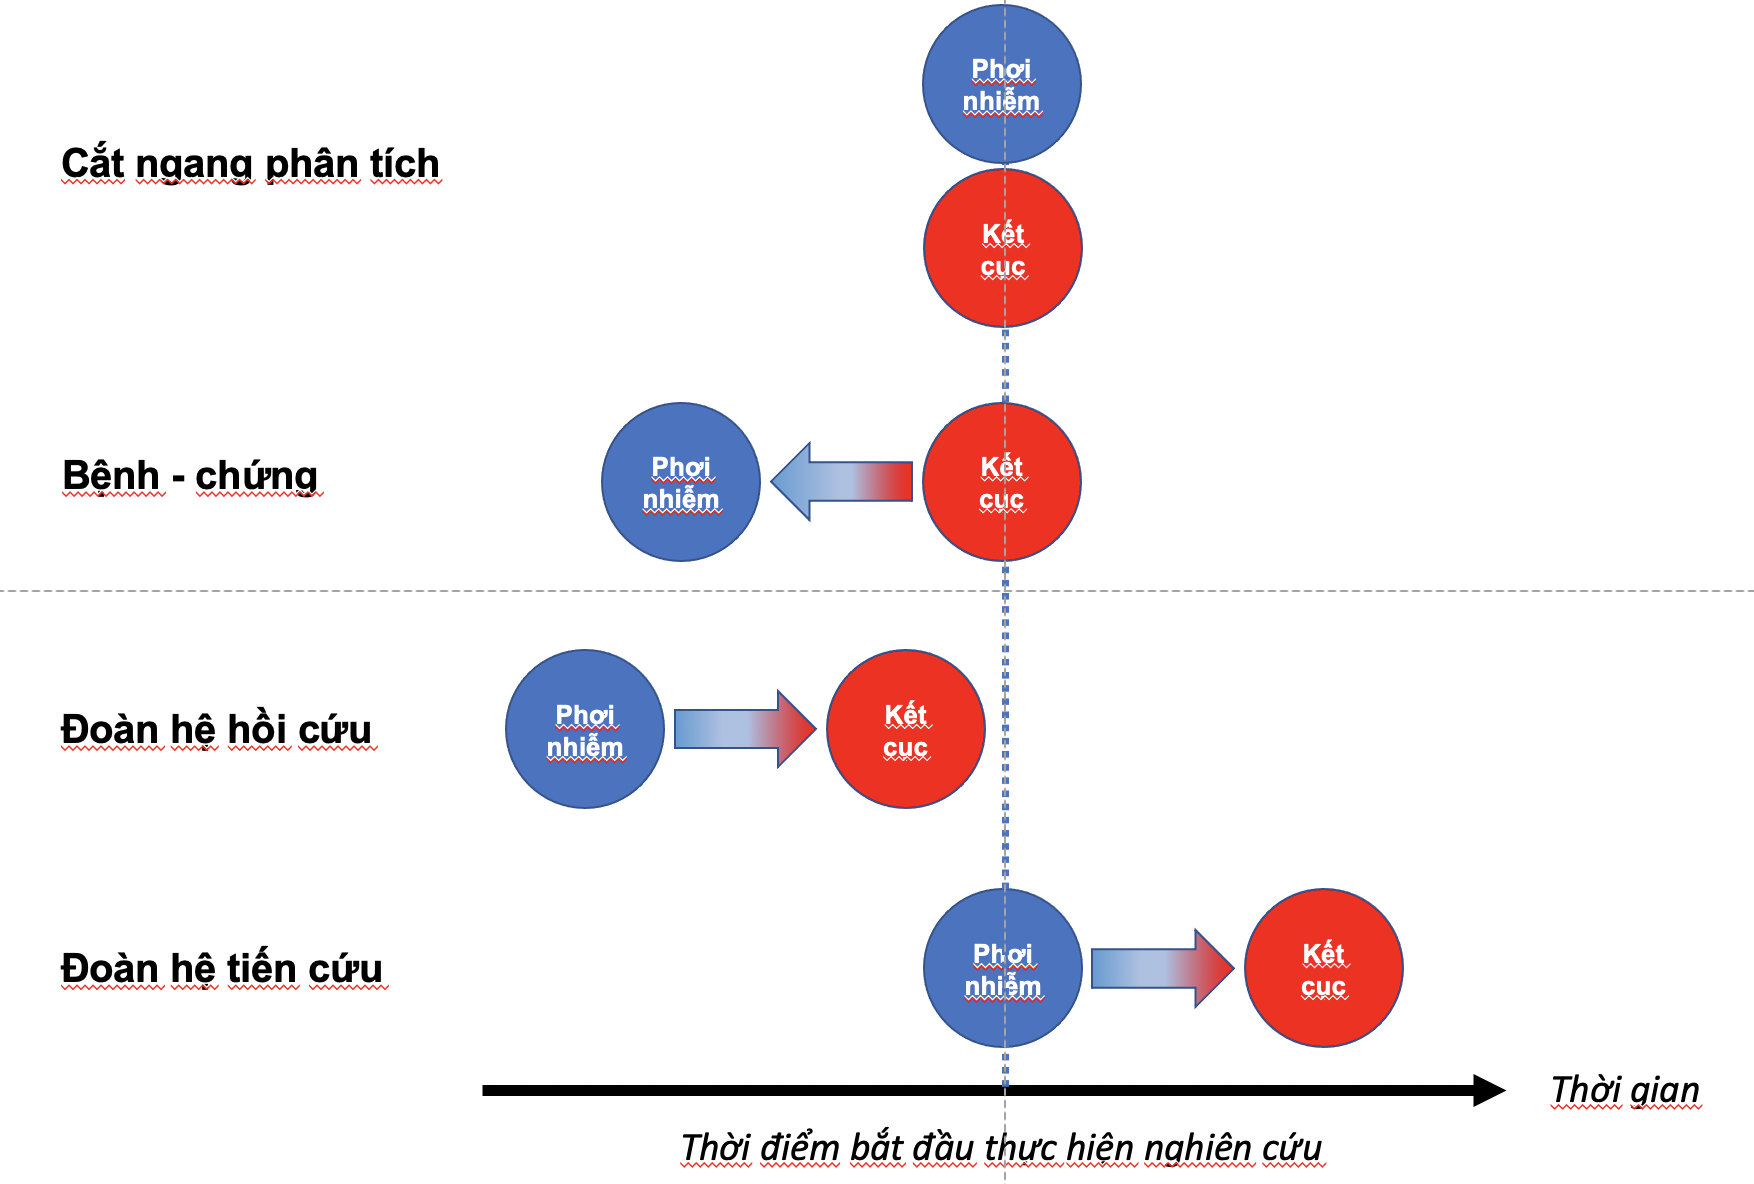 Phơi
nhiễm
Cắt ngang phân tích
Kết
cục
Bệnh - chứng
Phơi
nhiễm
Kết
cục
Đoàn hệ hồi cứu
Phơi
nhiễm
Kết
cục
Đoàn hệ tiến cứu
Phơi
nhiễm
Kết
cục
Thời gian
Thời điểm bắt đầu thực hiện nghiên cứu